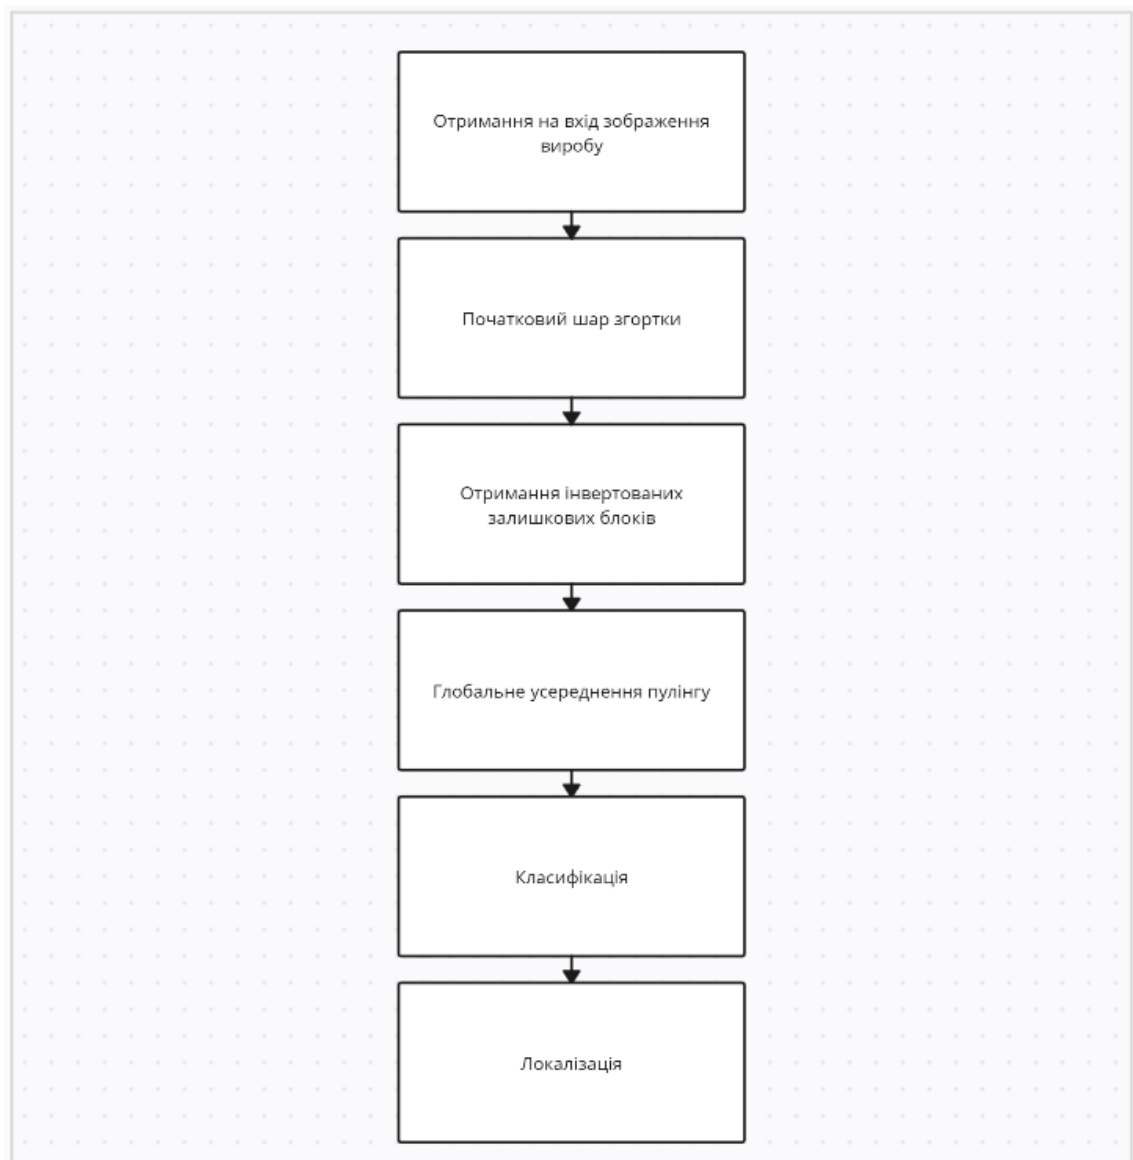 Отримання на вхід зображення
виробу
Початковий шар згортки
Отримання інвертованих
залишкових блоків
Глобальне усереднення пулінгу
Класифікація
Локалізація